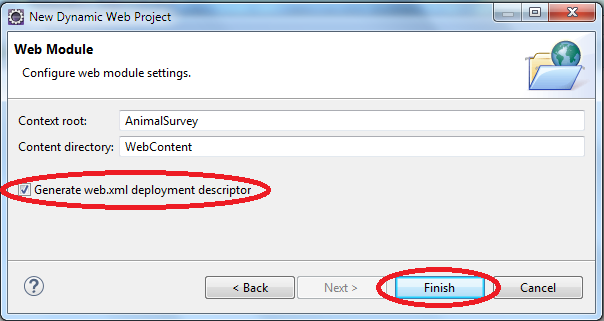 New Dynamic Web Project
Web Module
Configure web module settings.
Context root: AnimalSurvey
Content directory: WebContent
Generate web.xml deployment descriptor
? < Back Next > Finish Cancel